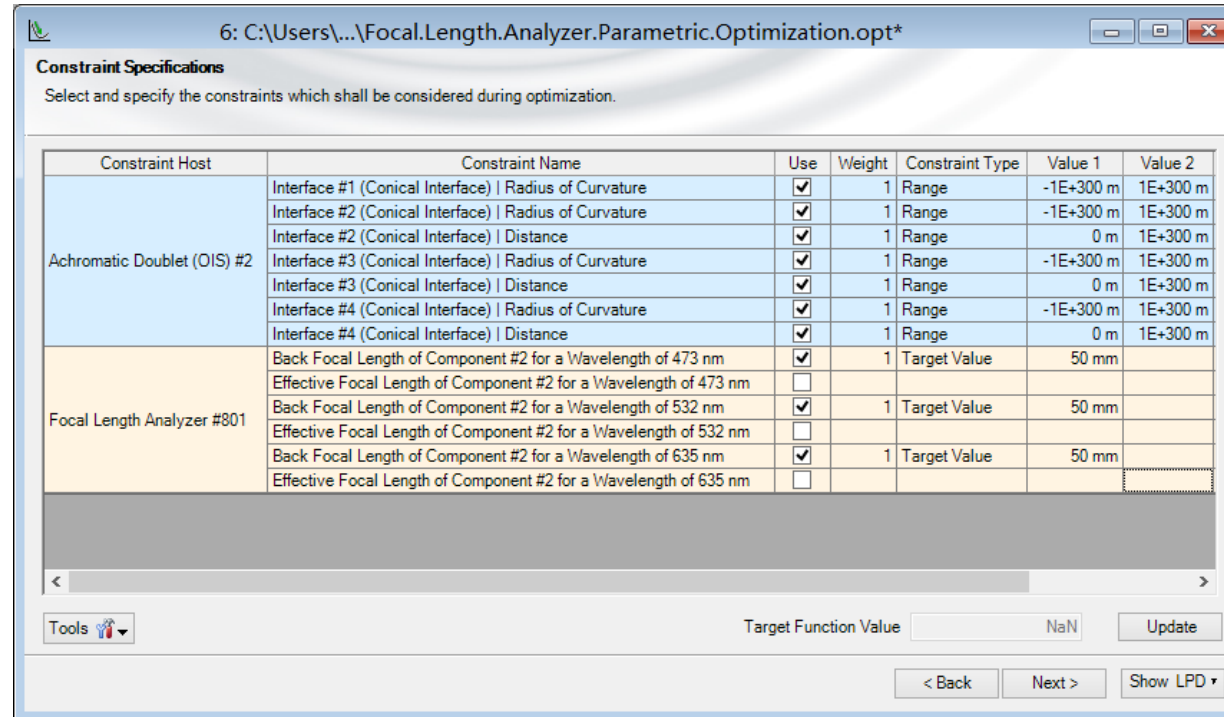 6: C:\Users\...\Focal.Length.Analyzer.Parametric.Optimization.opt*
Constraint Specifications
Select and specify the constraints which shall be considered during optimization.
Constraint Host Constraint Name Use Weight Constraint Type Value 1 Value 2
Interface #1 (Conical Interface) | Radius of Curvature 1 Range -1E+300 m 1E+300 m
Interface #2 (Conical Interface) | Radius of Curvature 1 Range -1E+300 m 1E+300 m
Interface #2 (Conical Interface) | Distance 1 Range 0 m 1E+300 m
Achromatic Doublet (OIS) #2 Interface #3 (Conical Interface) | Radius of Curvature 1 Range -1E+300 m 1E+300 m
Interface #3 (Conical Interface) | Distance 1 Range 0 m 1E+300 m
Interface #4 (Conical Interface) | Radius of Curvature 1 Range -1E+300 m 1E+300 m
Interface #4 (Conical Interface) | Distance 1 Range 0 m 1E+300 m
Back Focal Length of Component #2 for a Wavelength of 473 nm 1 Target Value 50 mm
Effective Focal Length of Component #2 for a Wavelength of 473 nm
Focal Length Analyzer #801 Back Focal Length of Component #2 for a Wavelength of 532 nm 1 Target Value 50 mm
Effective Focal Length of Component #2 for a Wavelength of 532 nm
Back Focal Length of Component #2 for a Wavelength of 635 nm 1 Target Value 50 mm
Effective Focal Length of Component #2 for a Wavelength of 635 nm
Tools Target Function Value NaN Update
< Back Next > Show LPD